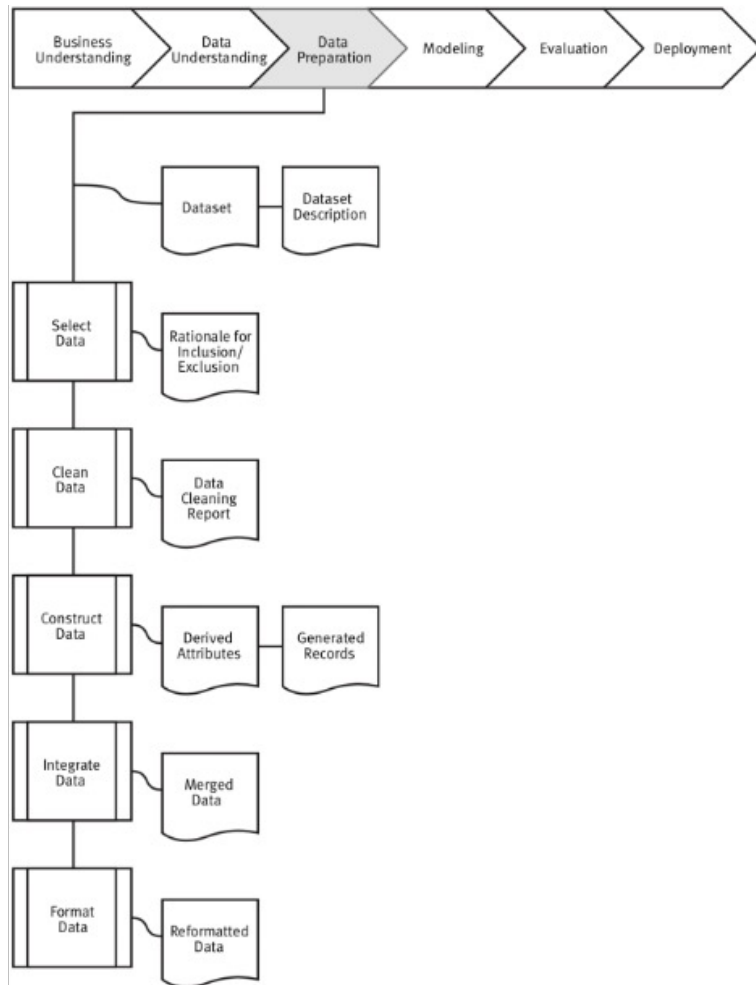 Business
Understanding
Data
Understanding
Data
Preparation
Modeling
Evaluation
Deployment
Dataset
Dataset
Description
Select
Data
Rationale for
Inclusion/
Exclusion
Clean
Data
Data
Cleaning
Report
Construct
Data
Derived
Attributes
Generated
Records
Integrate
Data
Merged
Data
Format
Data
Reformatted
Data